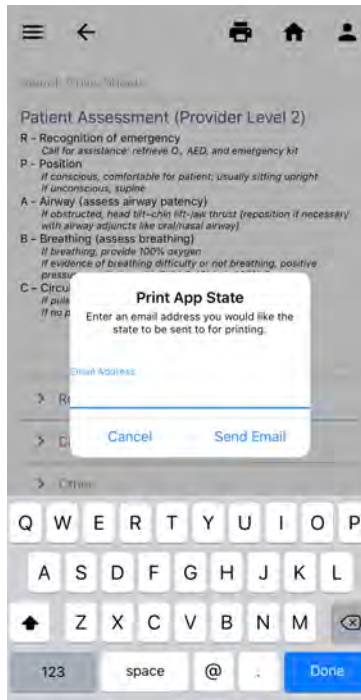 Patient Assessment (Provider Level 2)
R – Recognition of emergency
Call for assistance: retrieve O₂, AED, and emergency kit
P – Position
If conscious, comfortable for patient; usually sitting upright
If unconscious, supine
A – Airway (assess airway patency)
If obstructed, head tilt–chin lift–jaw thrust (reposition if necessary
with airway adjuncts like oral/nasal airway)
B – Breathing (assess breathing)
If breathing, provide 100% oxygen
If evidence of breathing difficulty or not breathing, positive
C – Circu
If puls
If no p
Print App State
Enter an email address you would like the
state to be sent to for printing.
Email Address
Cancel Send Email
Other
Q W E R T Y U I O P
A S D F G H J K L
Z X C V B N M
123 space @ . Done